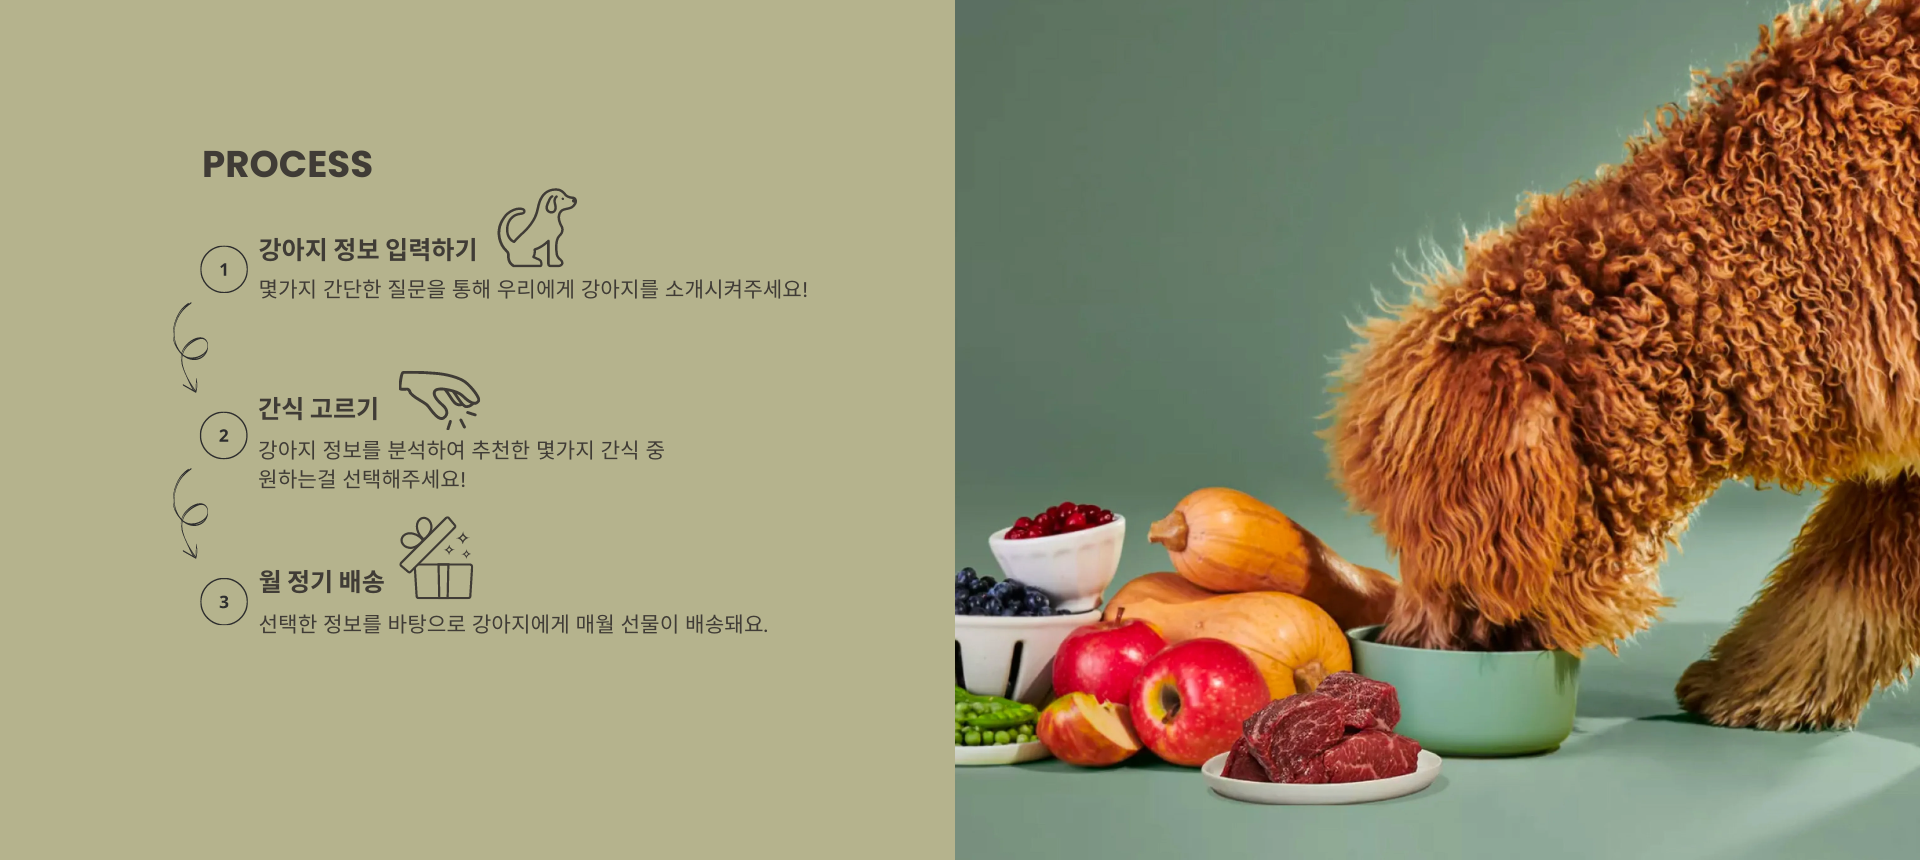 PROCESS
1
강아지 정보 입력하기
몇가지 간단한 질문을 통해 우리에게 강아지를 소개시켜주세요!
2
간식 고르기
강아지 정보를 분석하여 추천한 몇가지 간식 중
원하는걸 선택해주세요!
3
월 정기 배송
선택한 정보를 바탕으로 강아지에게 매월 선물이 배송돼요.